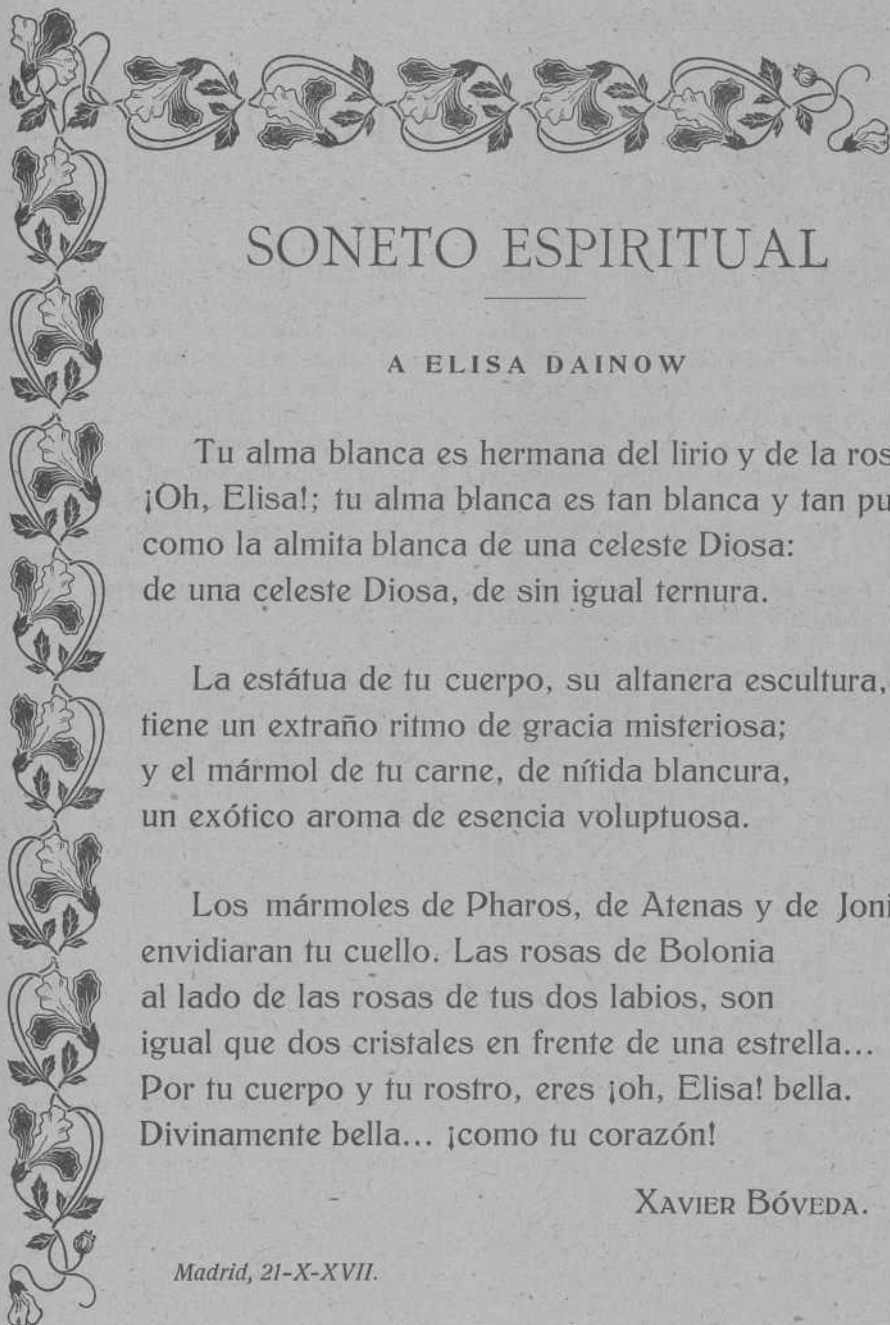 SONETO ESPIRITUAL
A ELISA DAINOW
Tu alma blanca es hermana del lirio y de la ros
¡Oh, Elisa!; tu alma blanca es tan blanca y tan pu
como la almita blanca de una celeste Diosa:
de una celeste Diosa, de sin igual ternura.
La estátua de tu cuerpo, su altanera escultura,
tiene un extraño ritmo de gracia misteriosa;
y el mármol de tu carne, de nítida blancura,
un exótico aroma de esencia voluptuosa.
Los mármoles de Pharos, de Atenas y de Joni
envidiaran tu cuello. Las rosas de Bolonia
al lado de las rosas de tus dos labios, son
igual que dos cristales en frente de una estrella...
Por tu cuerpo y tu rostro, eres ¡oh, Elisa! bella.
Divinamente bella... ¡como tu corazón!
XAVIER BÓVEDA.
Madrid, 21-X-XVII.